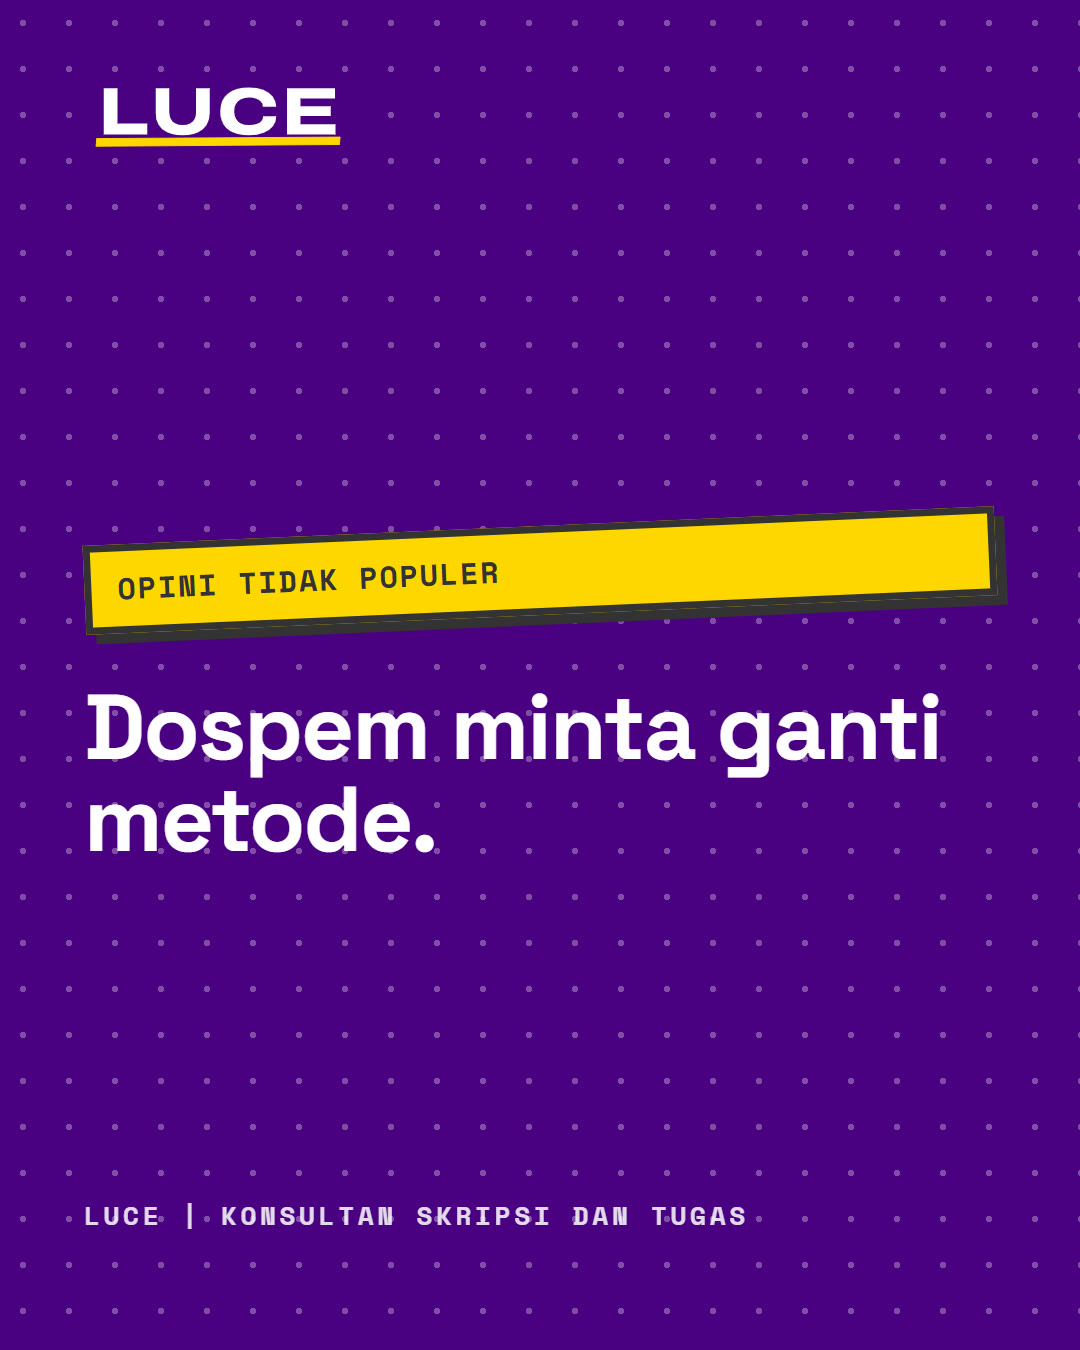 LUCE
OPINI TIDAK POPULER
Dospem minta ganti
metode.
LUCE | KONSULTAN SKRIPSI DAN TUGAS